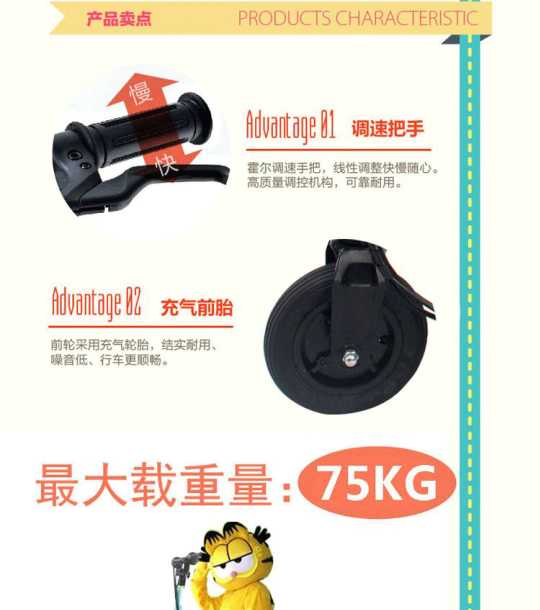 产品卖点
PRODUCTS CHARACTERISTIC
慢
快
Advantage 01 调速把手
霍尔调速手把，线性调整快慢随心。
高质量调控机构，可靠耐用。
Advantage 02 充气前胎
前轮采用充气轮胎，结实耐用、
噪音低、行车更顺畅。
最大载重量：75KG